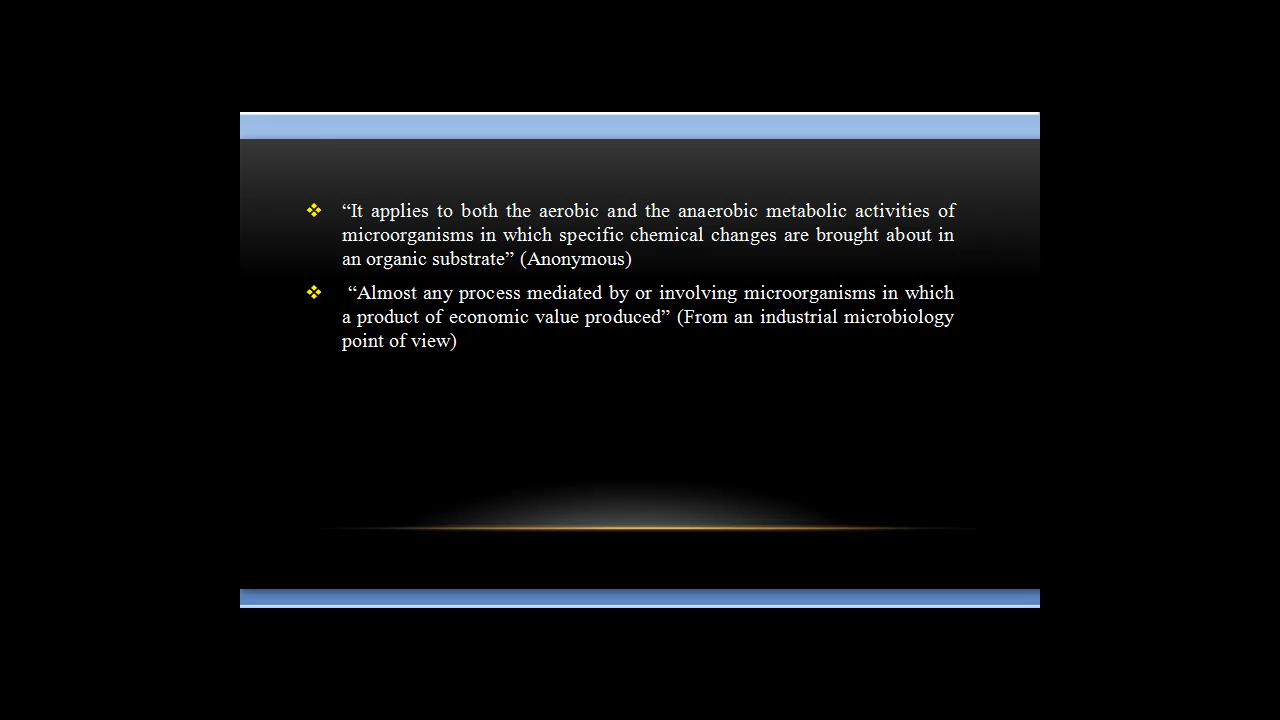 “It applies to both the aerobic and the anaerobic metabolic activities of
microorganisms in which specific chemical changes are brought about in
an organic substrate” (Anonymous)
“Almost any process mediated by or involving microorganisms in which
a product of economic value produced” (From an industrial microbiology
point of view)